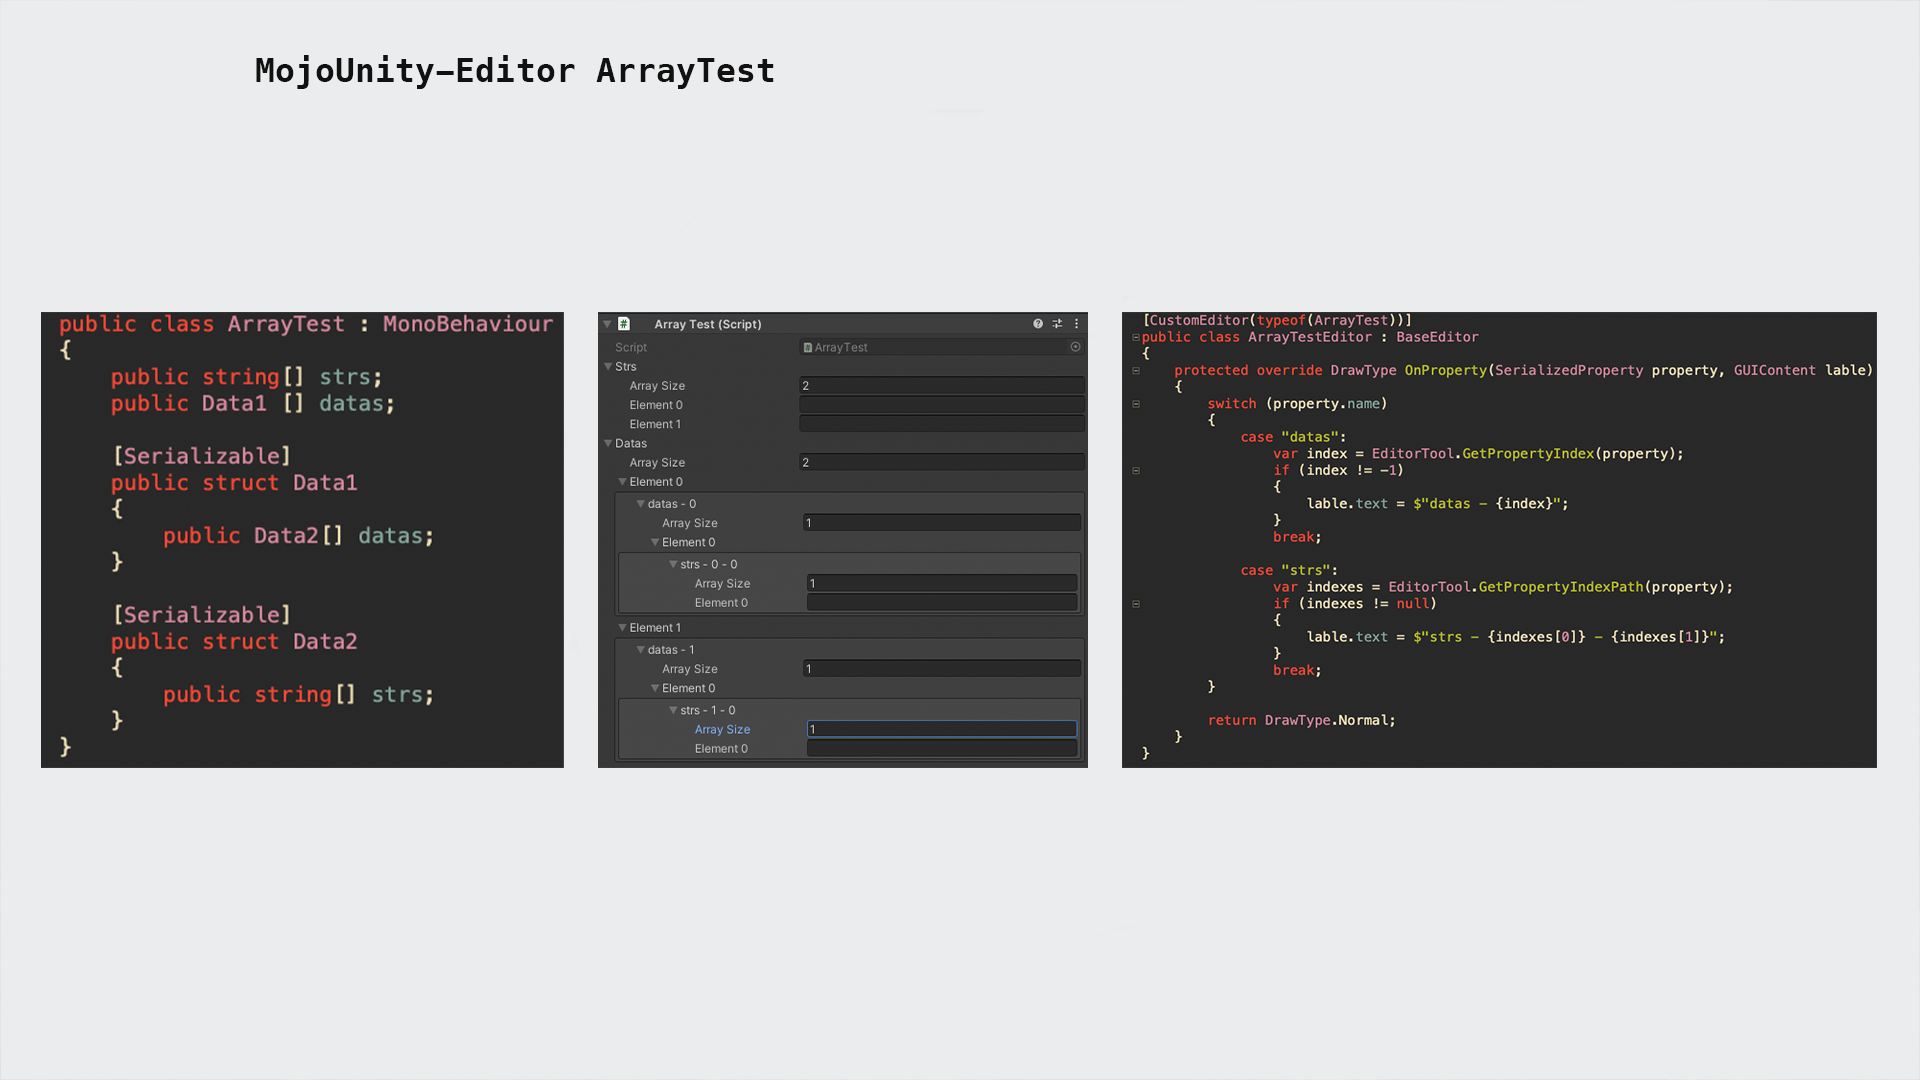 MojoUnity–Editor ArrayTest
public class ArrayTest : MonoBehaviour
{
public string[] strs;
public Data1 [] datas;
[Serializable]
public struct Data1
{
public Data2[] datas;
}
[Serializable]
public struct Data2
{
public string[] strs;
}
}
Array Test (Script)
Script ArrayTest
Strs
Array Size 2
Element 0
Element 1
Datas
Array Size 2
Element 0
datas - 0
Array Size 1
Element 0
strs - 0 - 0
Array Size 1
Element 0
Element 1
datas - 1
Array Size 1
Element 0
strs - 1 - 0
Array Size 1
Element 0
[CustomEditor(typeof(ArrayTest))]
public class ArrayTestEditor : BaseEditor
{
protected override DrawType OnProperty(SerializedProperty property, GUIContent lable)
{
switch (property.name)
{
case "datas":
var index = EditorTool.GetPropertyIndex(property);
if (index != -1)
{
lable.text = $"datas - {index}";
}
break;
case "strs":
var indexes = EditorTool.GetPropertyIndexPath(property);
if (indexes != null)
{
lable.text = $"strs - {indexes[0]} - {indexes[1]}";
}
break;
}
return DrawType.Normal;
}
}